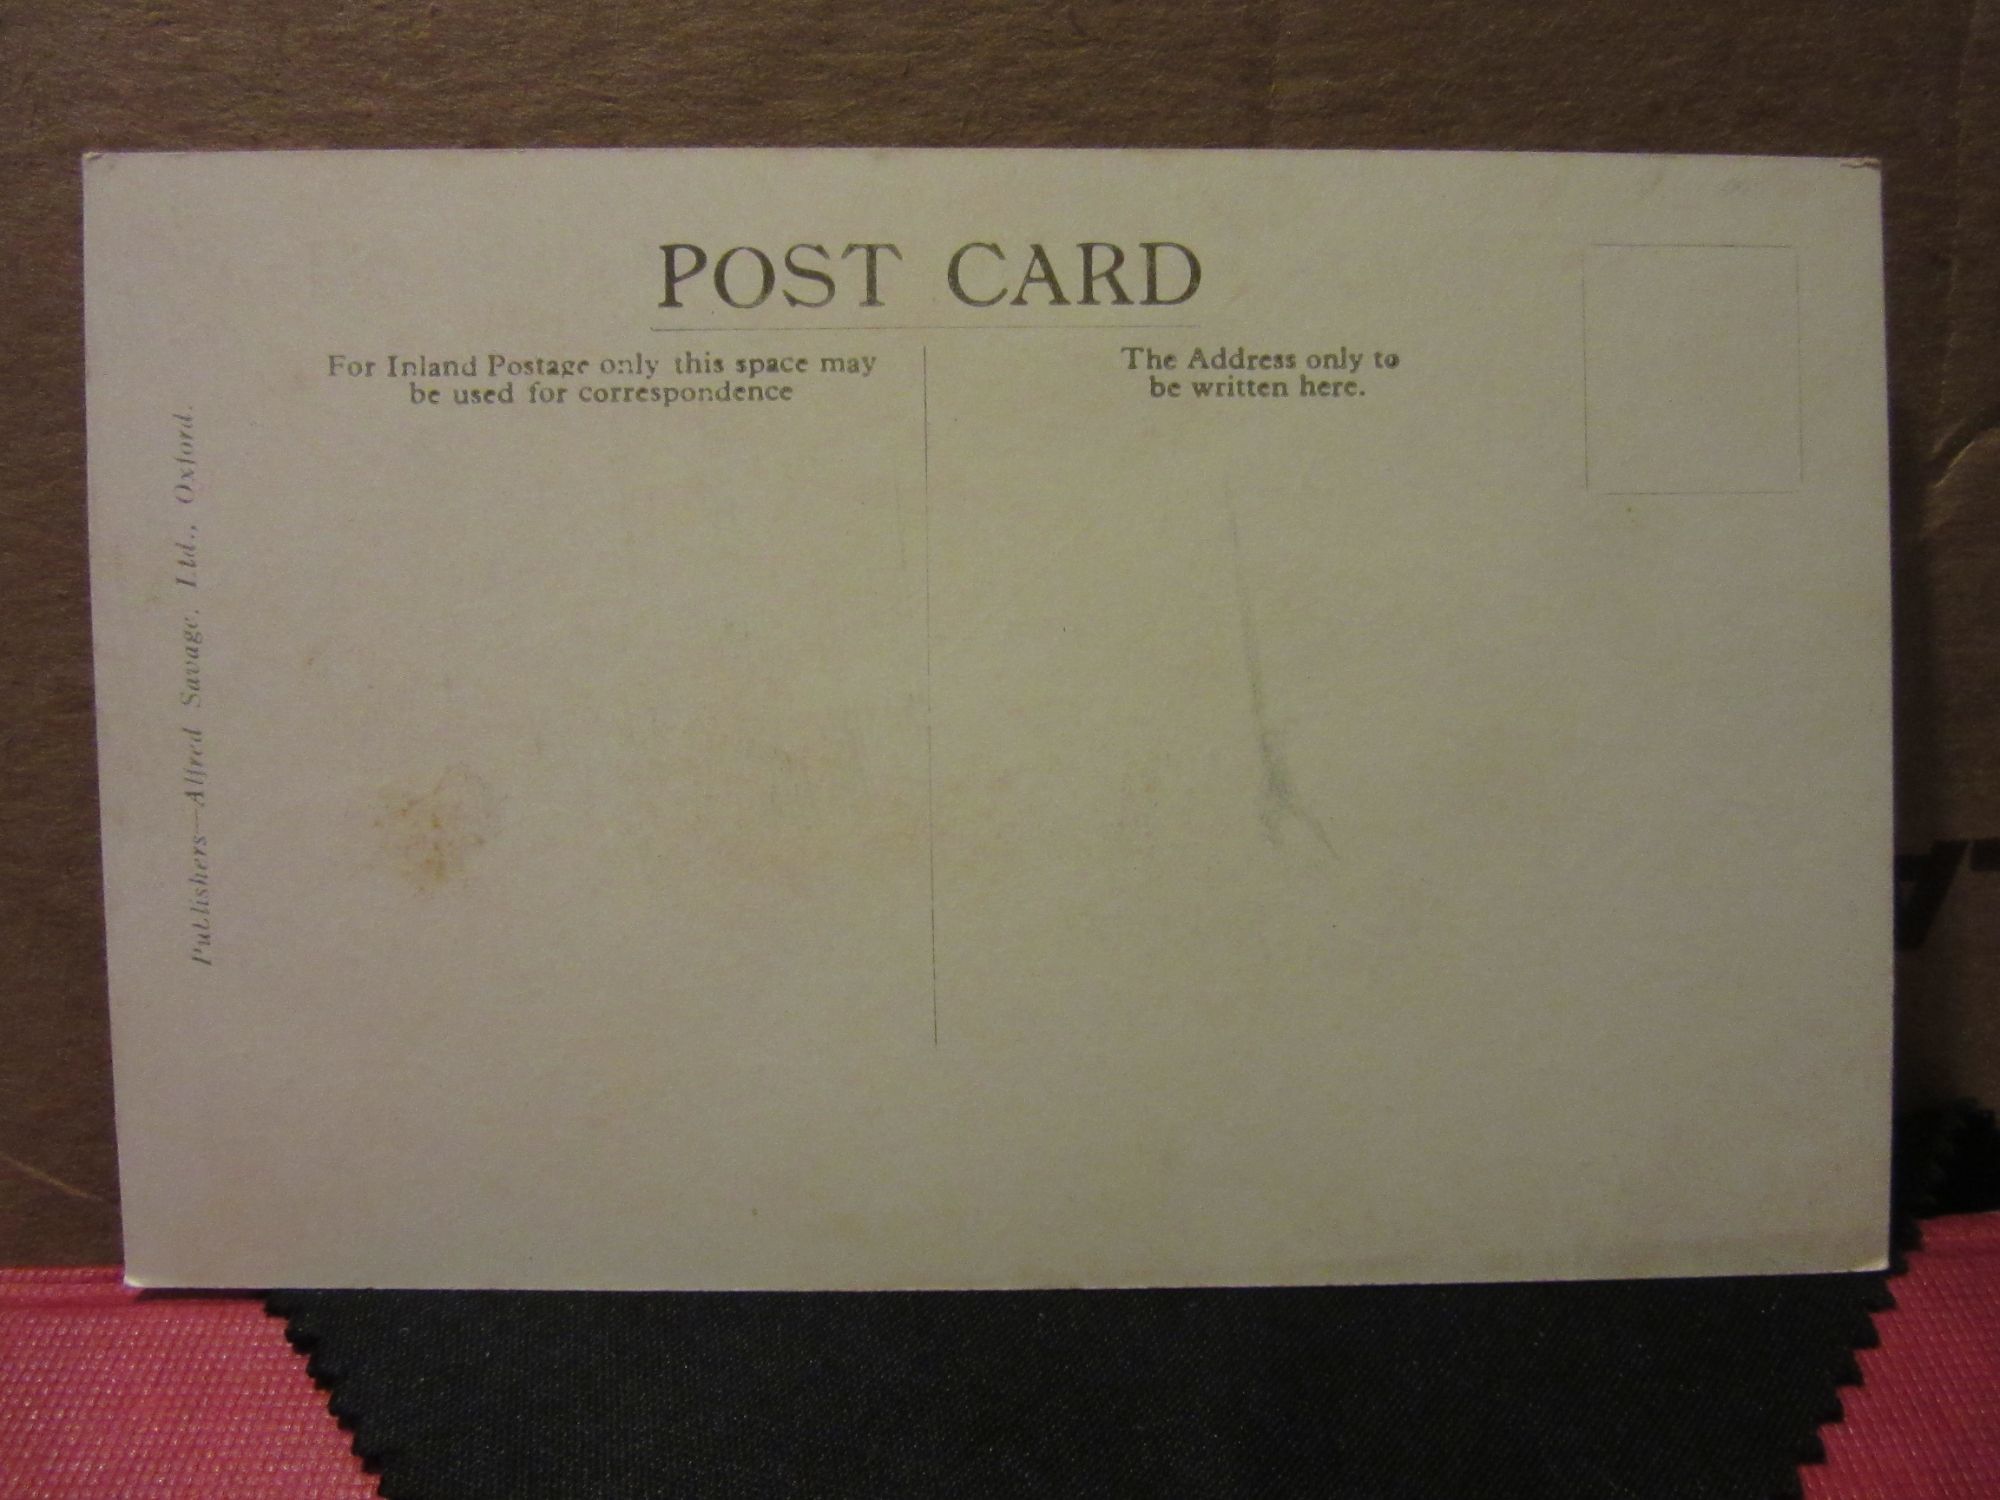 POST CARD
For Inland Postage only this space may
be used for correspondence
The Address only to
be written here.
Publishers—Alfred Savage, Ltd., Oxford.